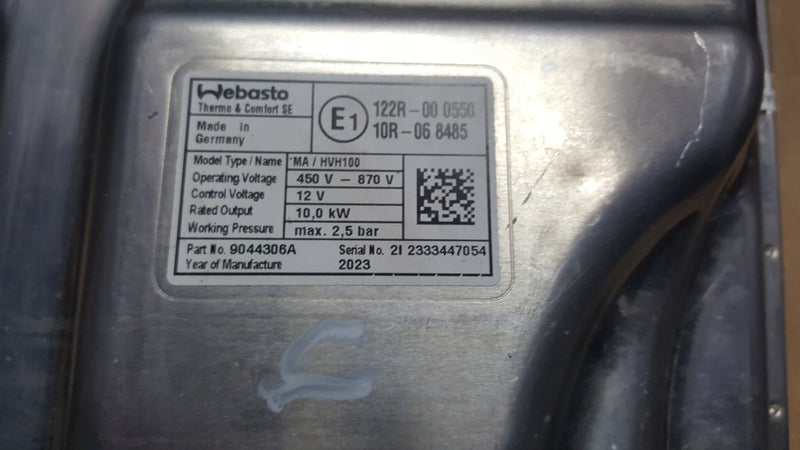 Webasto
Thermo & Comfort SE
Made in
Germany
E1
122R-00 0550
10R-06 8485
Model Type / Name MA / HVH100
Operating Voltage 450 V - 870 V
Control Voltage 12 V
Rated Output 10,0 kW
Working Pressure max. 2,5 bar
Part No. 9044306A Serial No. 21 2333447054
Year of Manufacture 2023